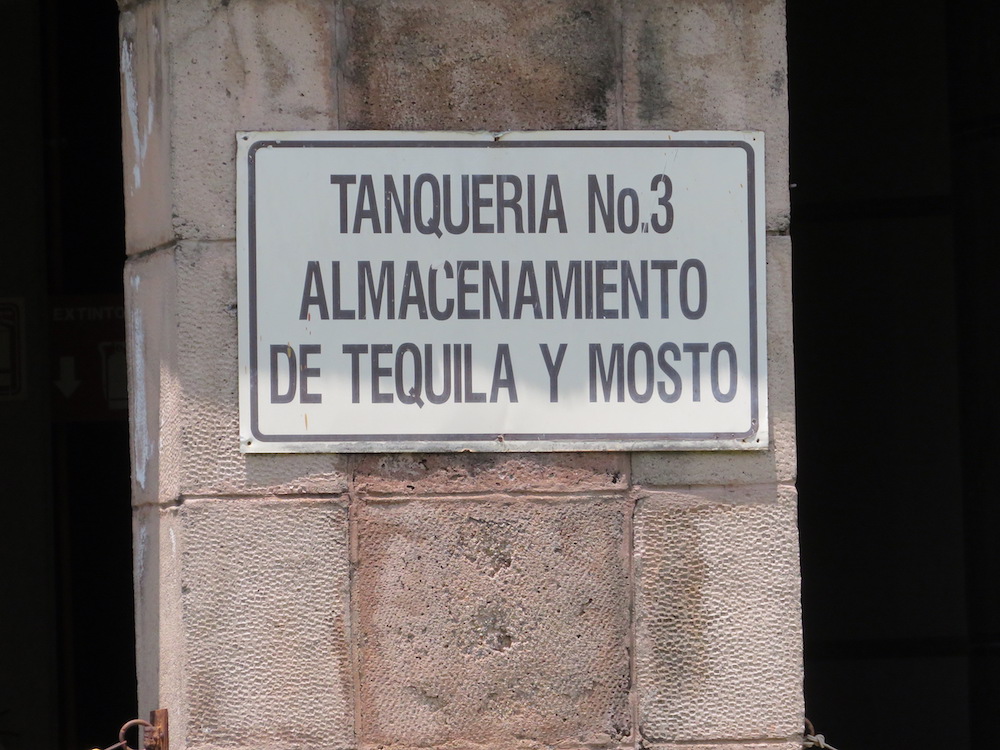 TANQUERIA No.3
ALMACENAMIENTO
DE TEQUILA Y MOSTO